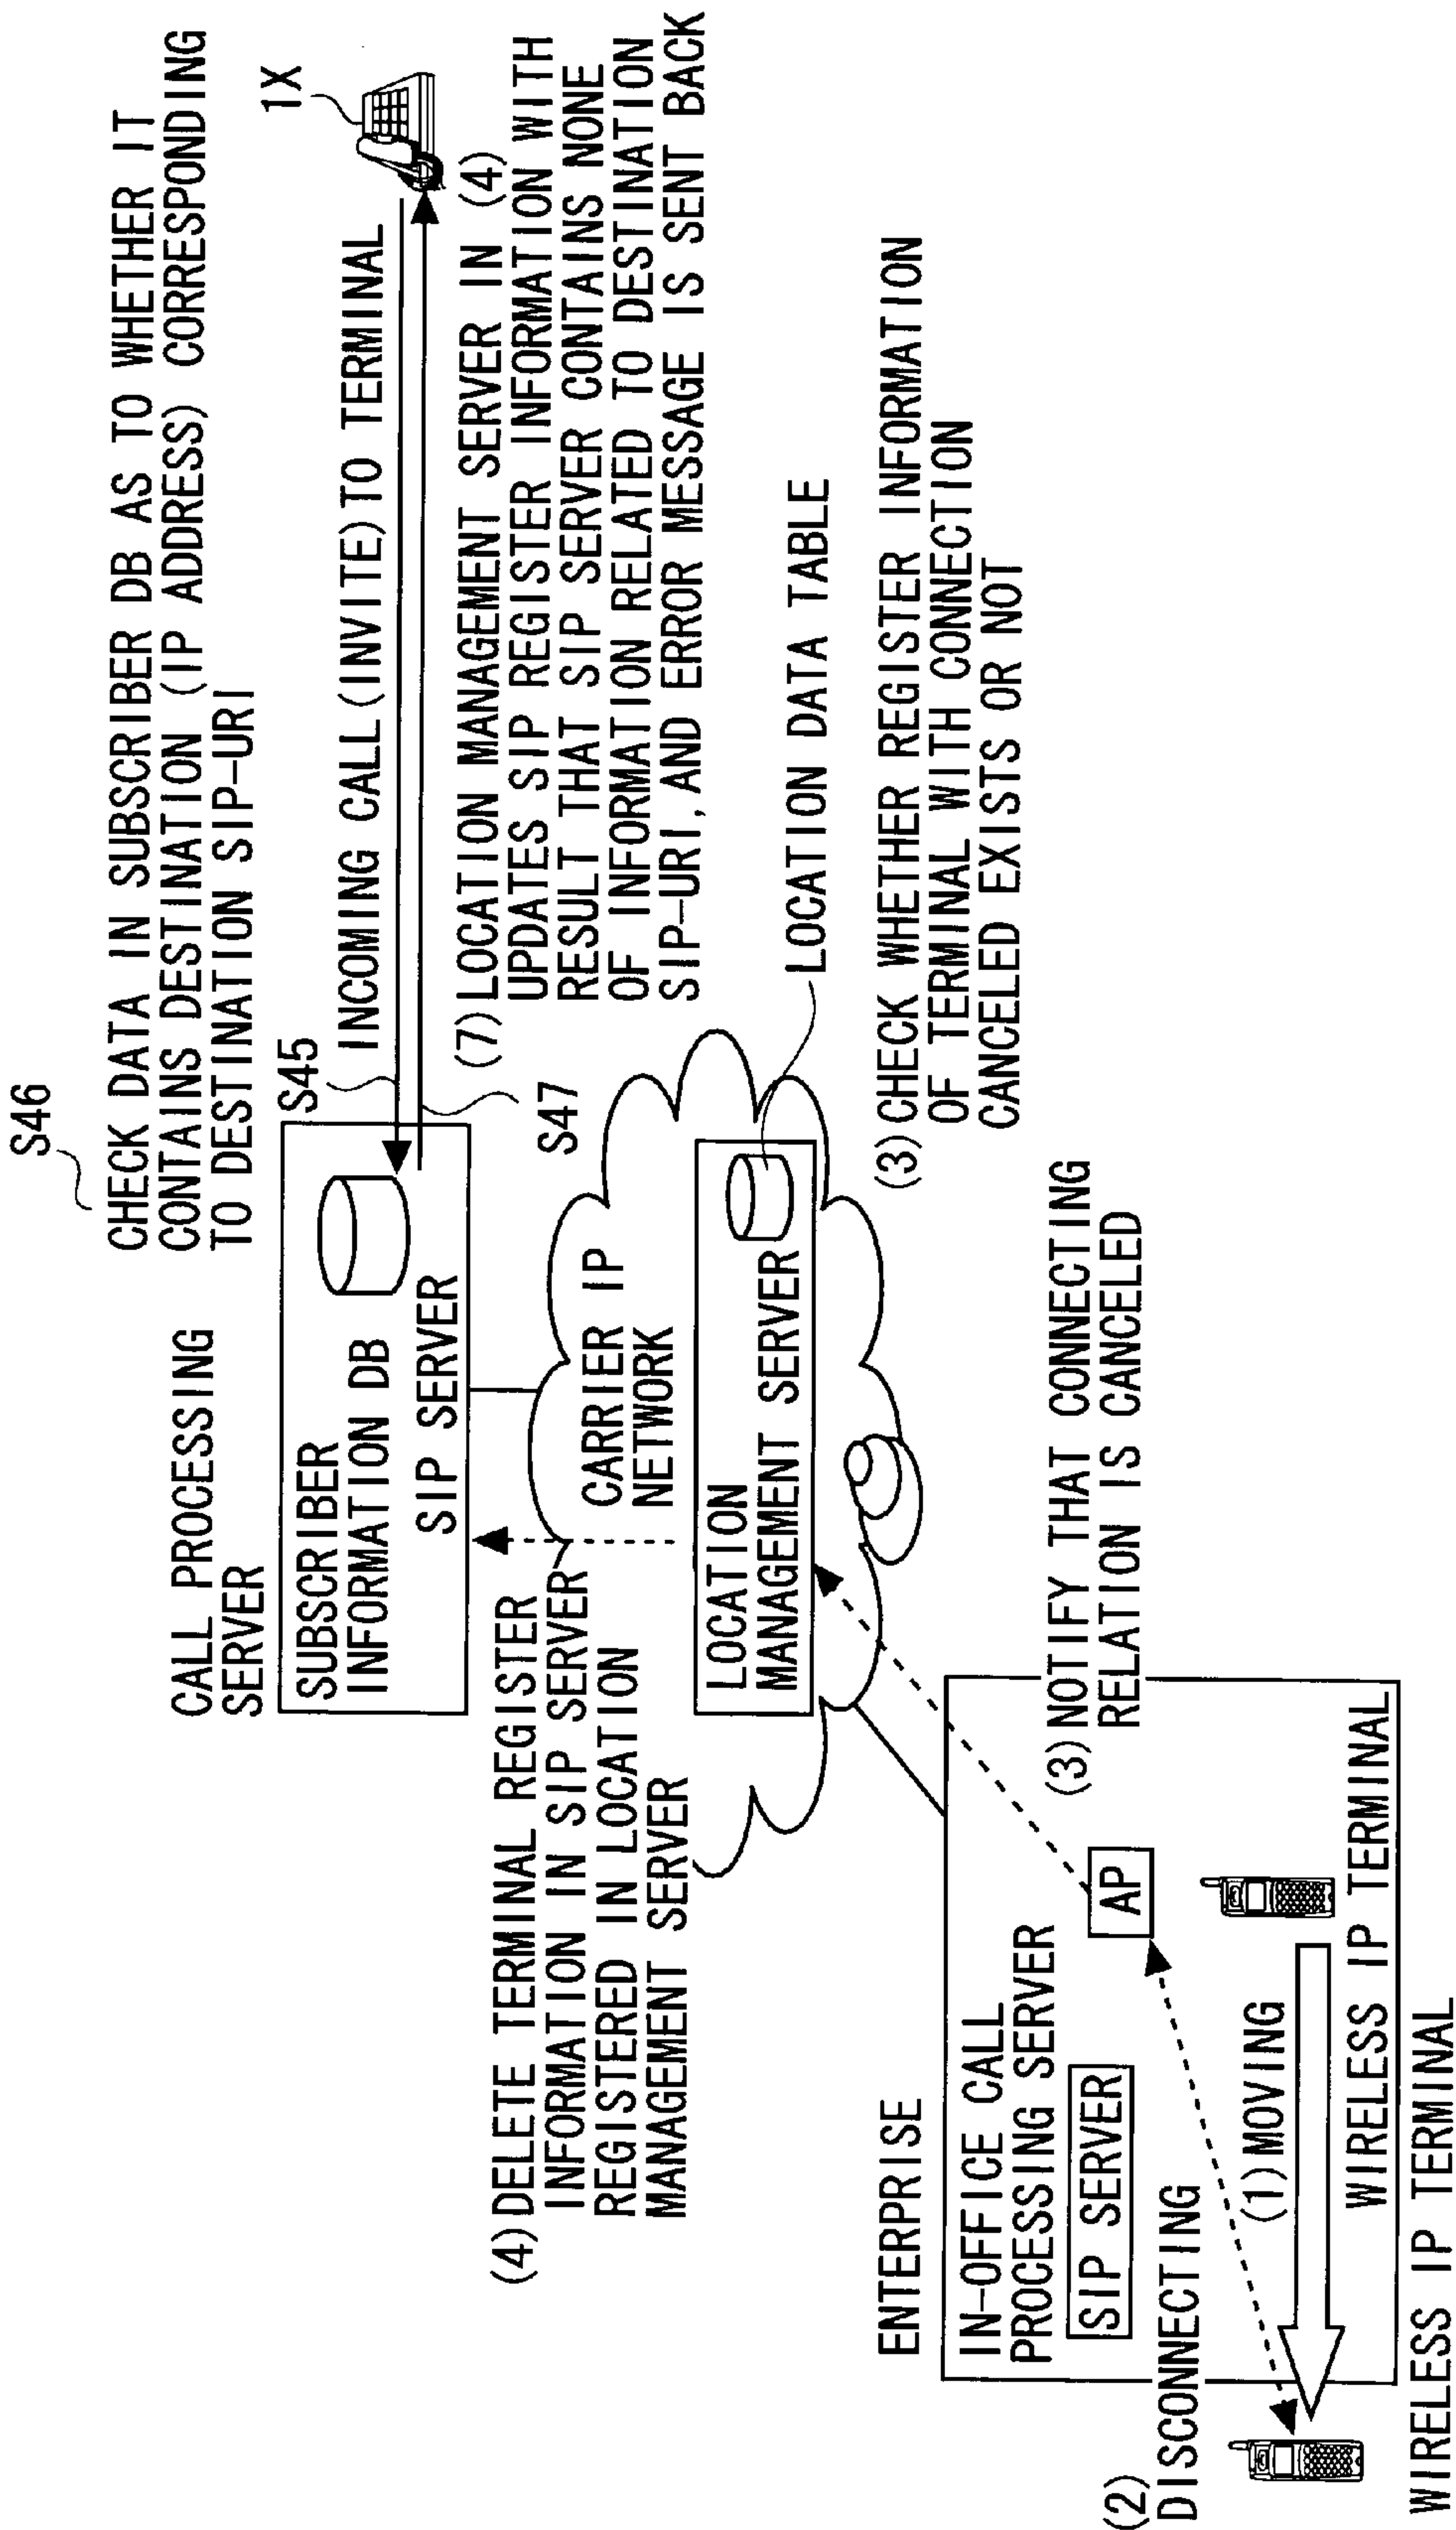 S46
CHECK DATA IN SUBSCRIBER DB AS TO WHETHER IT
CONTAINS DESTINATION (IP ADDRESS) CORRESPONDING
TO DESTINATION SIP-URI
CALL PROCESSING
SERVER
SUBSCRIBER
INFORMATION DB
SIP SERVER
S45
INCOMING CALL(INVITE)TO TERMINAL
1X
S47
(7) LOCATION MANAGEMENT SERVER IN (4)
UPDATES SIP REGISTER INFORMATION WITH
RESULT THAT SIP SERVER CONTAINS NONE
OF INFORMATION RELATED TO DESTINATION
SIP-URI,AND ERROR MESSAGE IS SENT BACK
(4)DELETE TERMINAL REGISTER
INFORMATION IN SIP SERVER
REGISTERED IN LOCATION
MANAGEMENT SERVER
CARRIER IP
NETWORK
LOCATION
MANAGEMENT SERVER
LOCATION DATA TABLE
(3)CHECK WHETHER REGISTER INFORMATION
OF TERMINAL WITH CONNECTION
CANCELED EXISTS OR NOT
(3)NOTIFY THAT CONNECTING
RELATION IS CANCELED
ENTERPRISE
IN-OFFICE CALL
PROCESSING SERVER
SIP SERVER
AP
(2)
DISCONNECTING
(1)MOVING
WIRELESS IP TERMINAL
WIRELESS IP TERMINAL